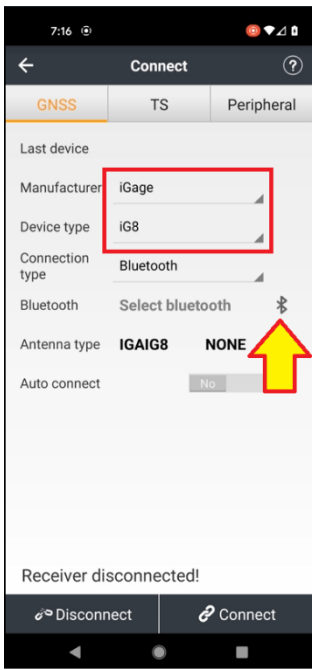 7:16
Connect
GNSS TS Peripheral
Last device
Manufacturer iGage
Device type iG8
Connection
type Bluetooth
Bluetooth Select bluetooth
Antenna type IGAIG8 NONE
Auto connect No
Receiver disconnected!
Disconnect Connect